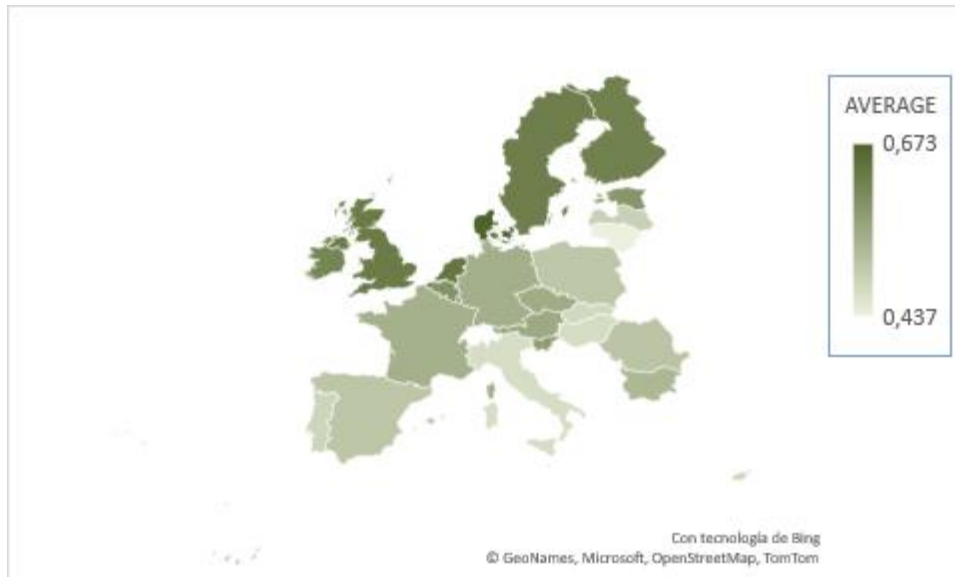 AVERAGE
0,673
0,437
Con tecnología de Bing
© GeoNames, Microsoft, OpenStreetMap, TomTom